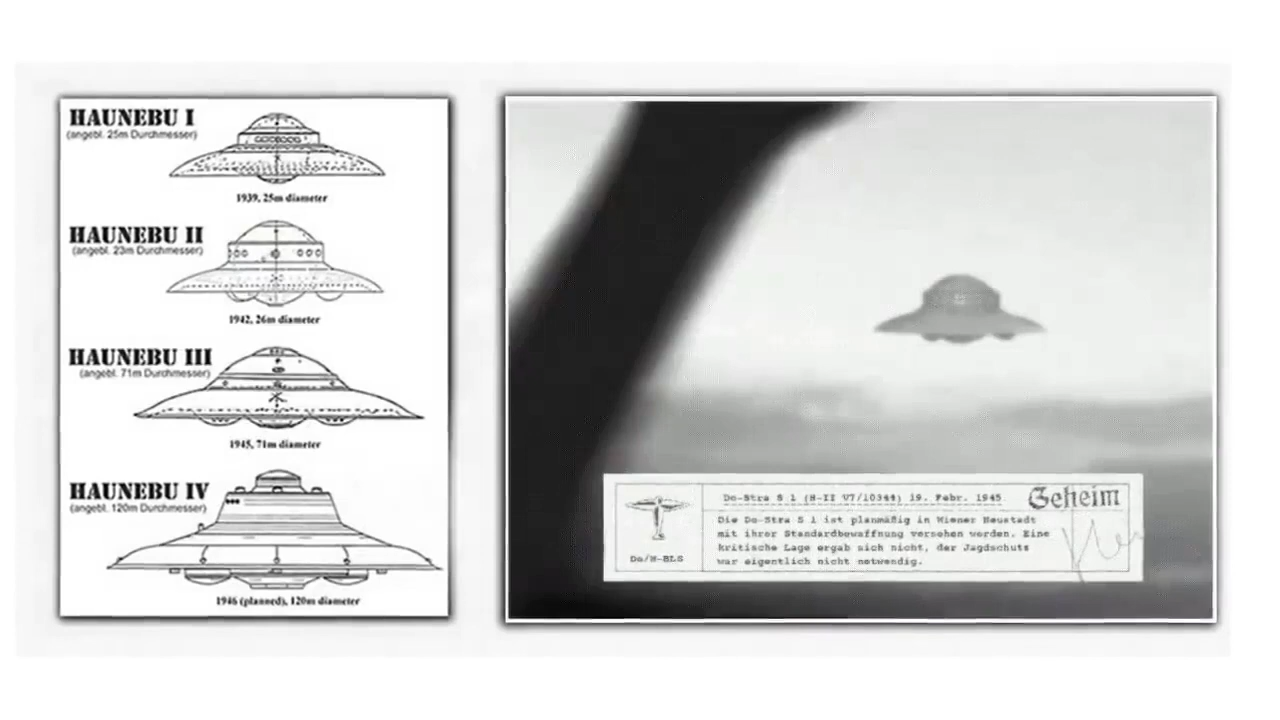 HAUNEBU I
(angebl. 25m Durchmesser)
1939, 25m diameter
HAUNEBU II
(angebl. 23m Durchmesser)
1942, 26m diameter
HAUNEBU III
(angebl. 71m Durchmesser)
1945, 71m diameter
HAUNEBU IV
(angebl. 120m Durchmesser)
1946 (planned), 120m diameter
Do-Stra S 1 (H-II V7/10344) 19. Febr. 1945
Geheim
Die Do-Stra S 1 ist planmäßig in Wiener Neustadt
mit ihrer Standardbewaffnung versehen worden. Eine
kritische Lage ergab sich nicht, der Jagdschutz
war eigentlich nicht notwendig.
Do/H-BLS